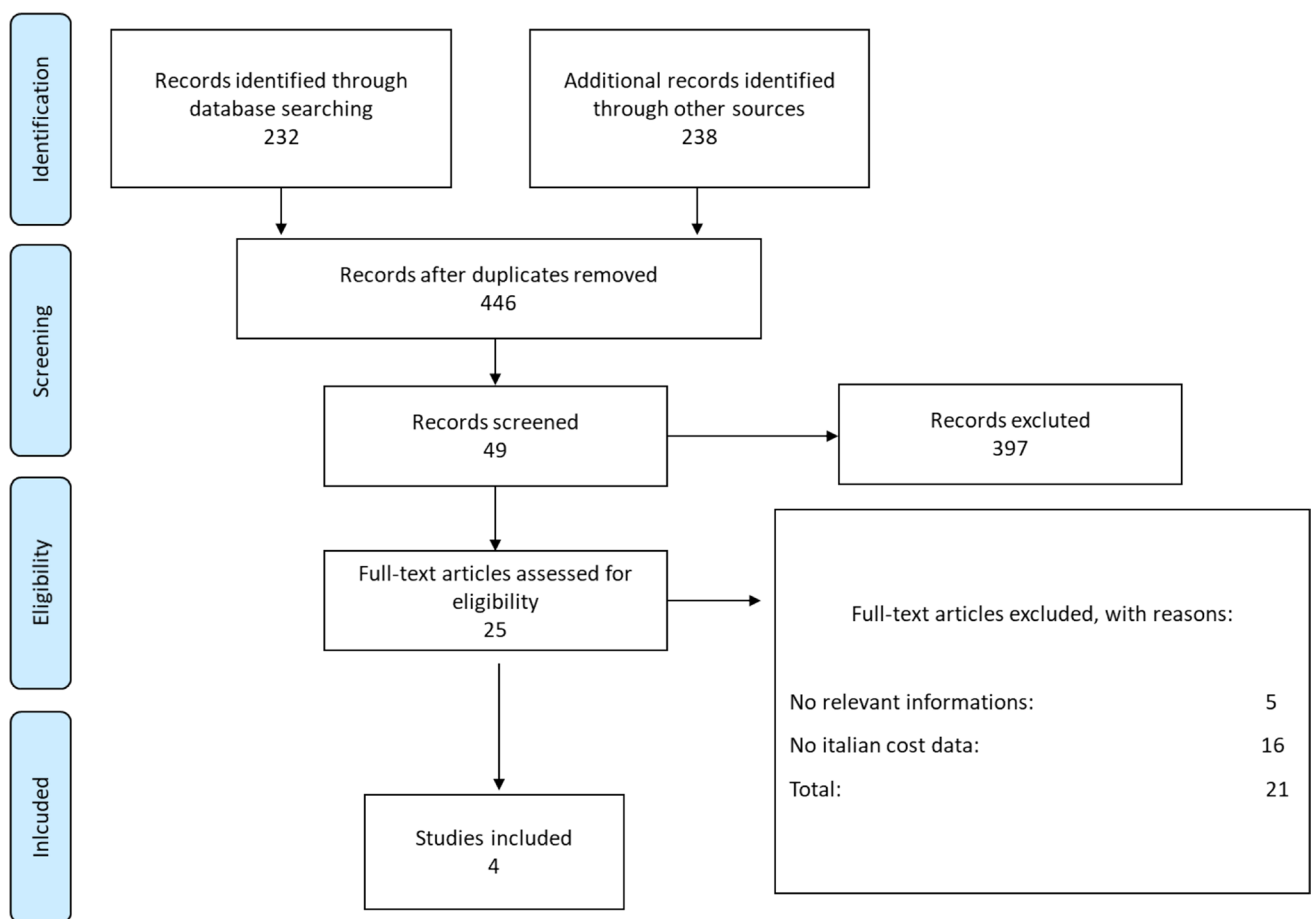 Identification
Records identified through
database searching
232
Additional records identified
through other sources
238
Screening
Records after duplicates removed
446
Records screened
49
Records excluted
397
Eligibility
Full-text articles assessed for
eligibility
25
Full-text articles excluded, with reasons:
No relevant informations: 5
No italian cost data: 16
Total: 21
Inlcuded
Studies included
4